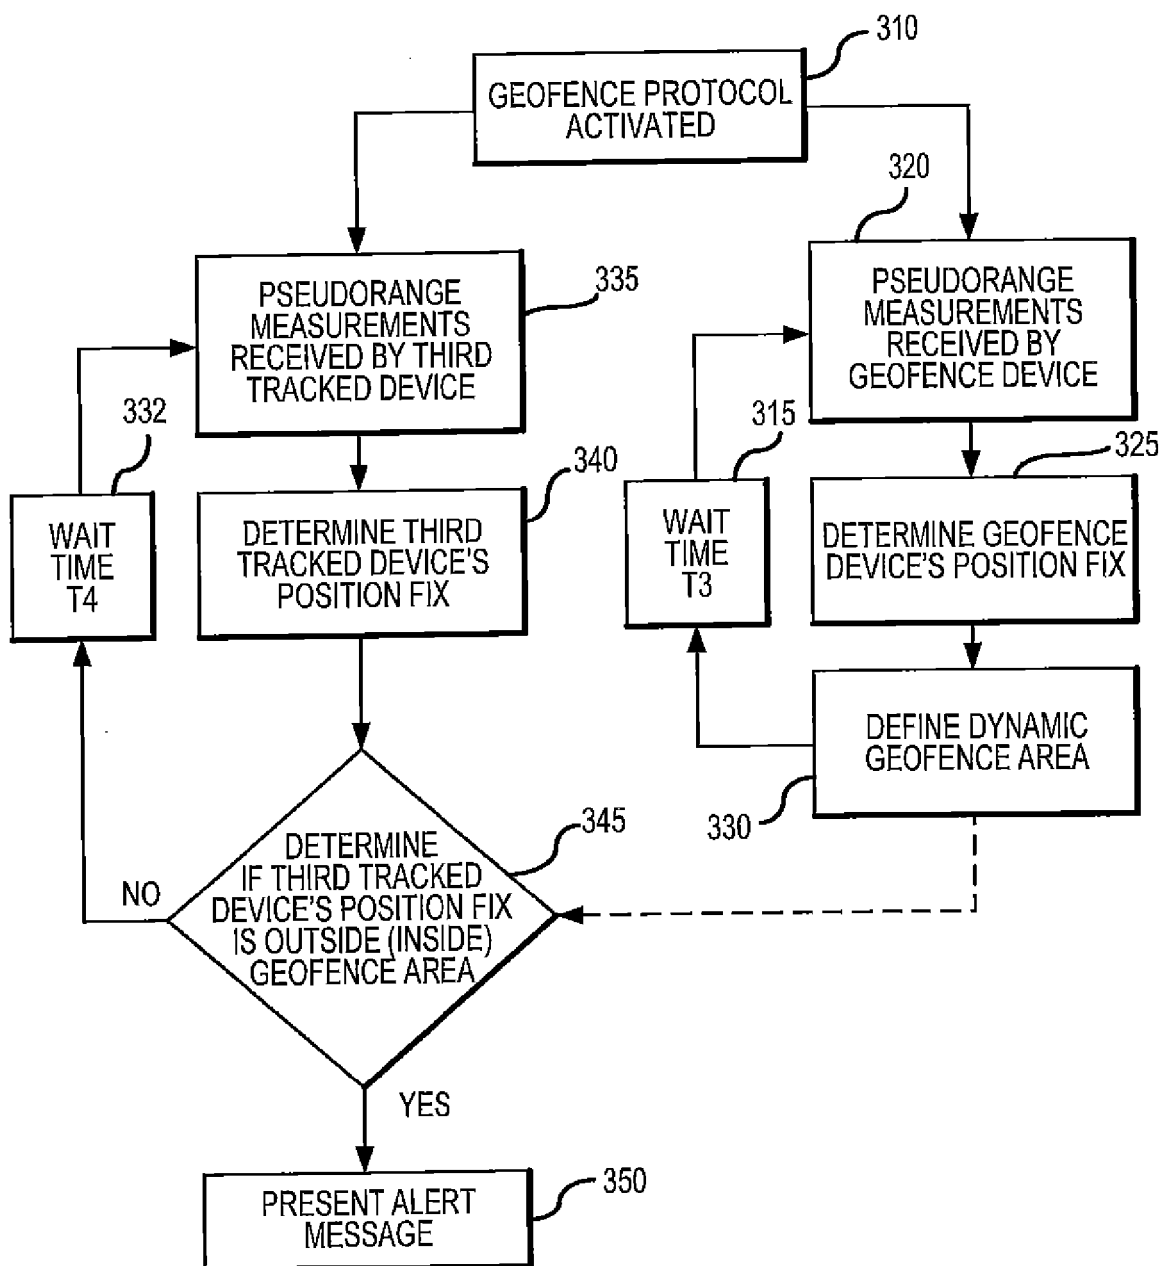 310
GEOFENCE PROTOCOL
ACTIVATED
320
PSEUDORANGE
MEASUREMENTS
RECEIVED BY THIRD
TRACKED DEVICE
335
PSEUDORANGE
MEASUREMENTS
RECEIVED BY
GEOFENCE DEVICE
332
315
325
340
WAIT
TIME
T4
DETERMINE THIRD
TRACKED DEVICE'S
POSITION FIX
WAIT
TIME
T3
DETERMINE GEOFENCE
DEVICE'S POSITION FIX
DEFINE DYNAMIC
GEOFENCE AREA
330
345
DETERMINE
IF THIRD TRACKED
DEVICE'S POSITION FIX
IS OUTSIDE (INSIDE)
GEOFENCE AREA
NO
YES
350
PRESENT ALERT
MESSAGE